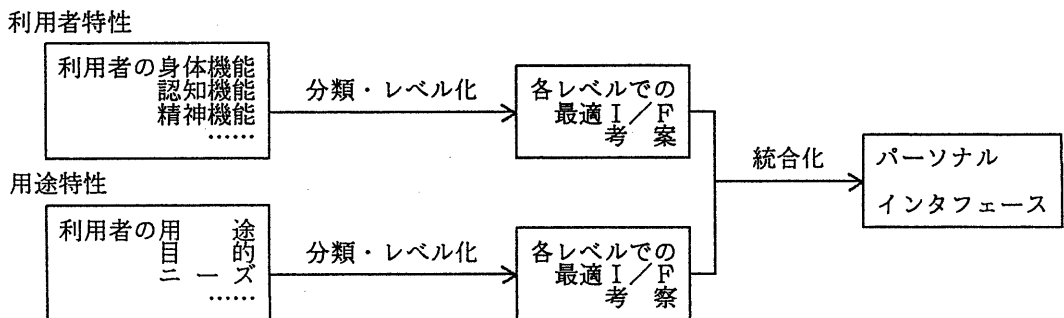 利用者特性
利用者の身体機能
認知機能
精神機能
……
分類・レベル化
各レベルでの
最適I/F
考案
統合化
パーソナル
インタフェース
用途特性
利用者の用途
目的
ニーズ
……
分類・レベル化
各レベルでの
最適I/F
考察